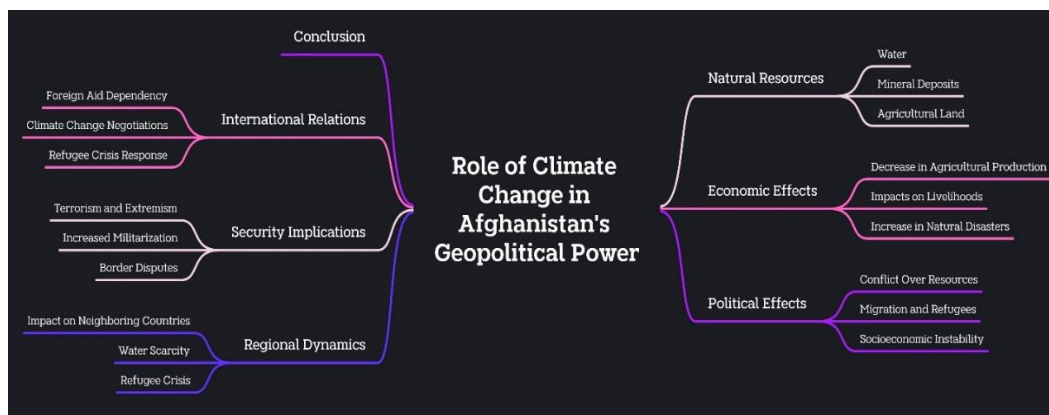 Role of Climate
Change in
Afghanistan's
Geopolitical Power
Natural Resources
Water
Mineral Deposits
Agricultural Land
Economic Effects
Decrease in Agricultural Production
Impacts on Livelihoods
Increase in Natural Disasters
Political Effects
Conflict Over Resources
Migration and Refugees
Socioeconomic Instability
Conclusion
International Relations
Foreign Aid Dependency
Climate Change Negotiations
Refugee Crisis Response
Security Implications
Terrorism and Extremism
Increased Militarization
Border Disputes
Regional Dynamics
Impact on Neighboring Countries
Water Scarcity
Refugee Crisis